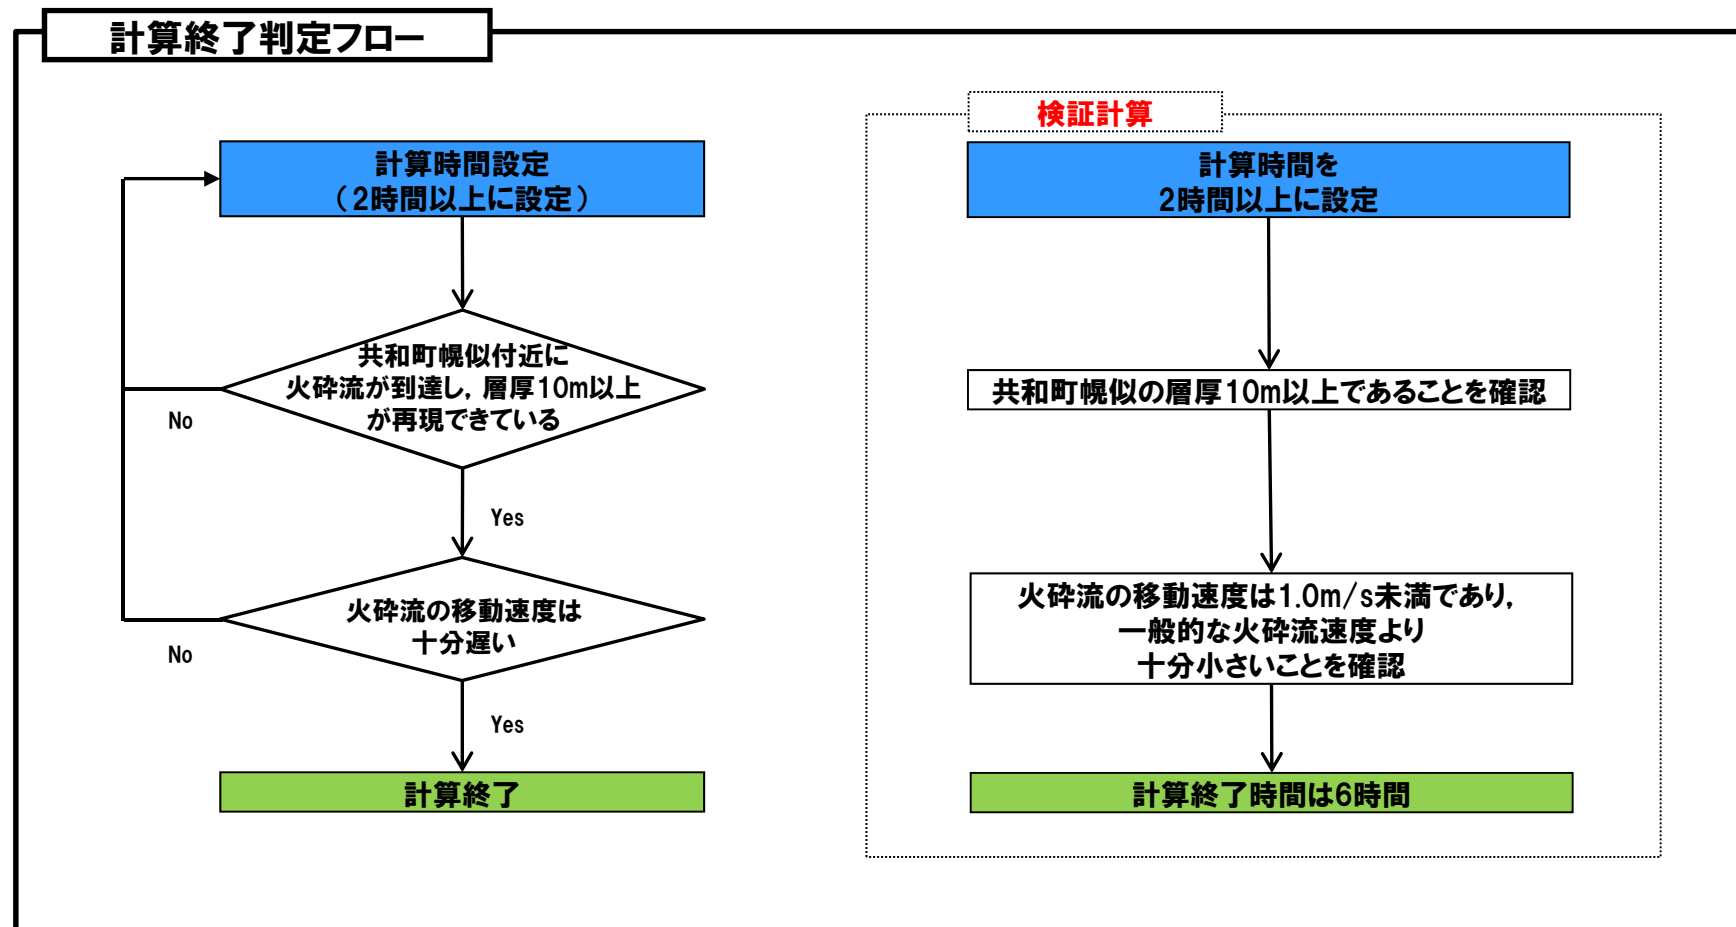 計算終了判定フロー
計算時間設定
（2時間以上に設定）
共和町幌似付近に
火砕流が到達し，層厚10m以上
が再現できている
No
Yes
火砕流の移動速度は
十分遅い
No
Yes
計算終了
検証計算
計算時間を
2時間以上に設定
共和町幌似の層厚10m以上であることを確認
火砕流の移動速度は1.0m/s未満であり，
一般的な火砕流速度より
十分小さいことを確認
計算終了時間は6時間